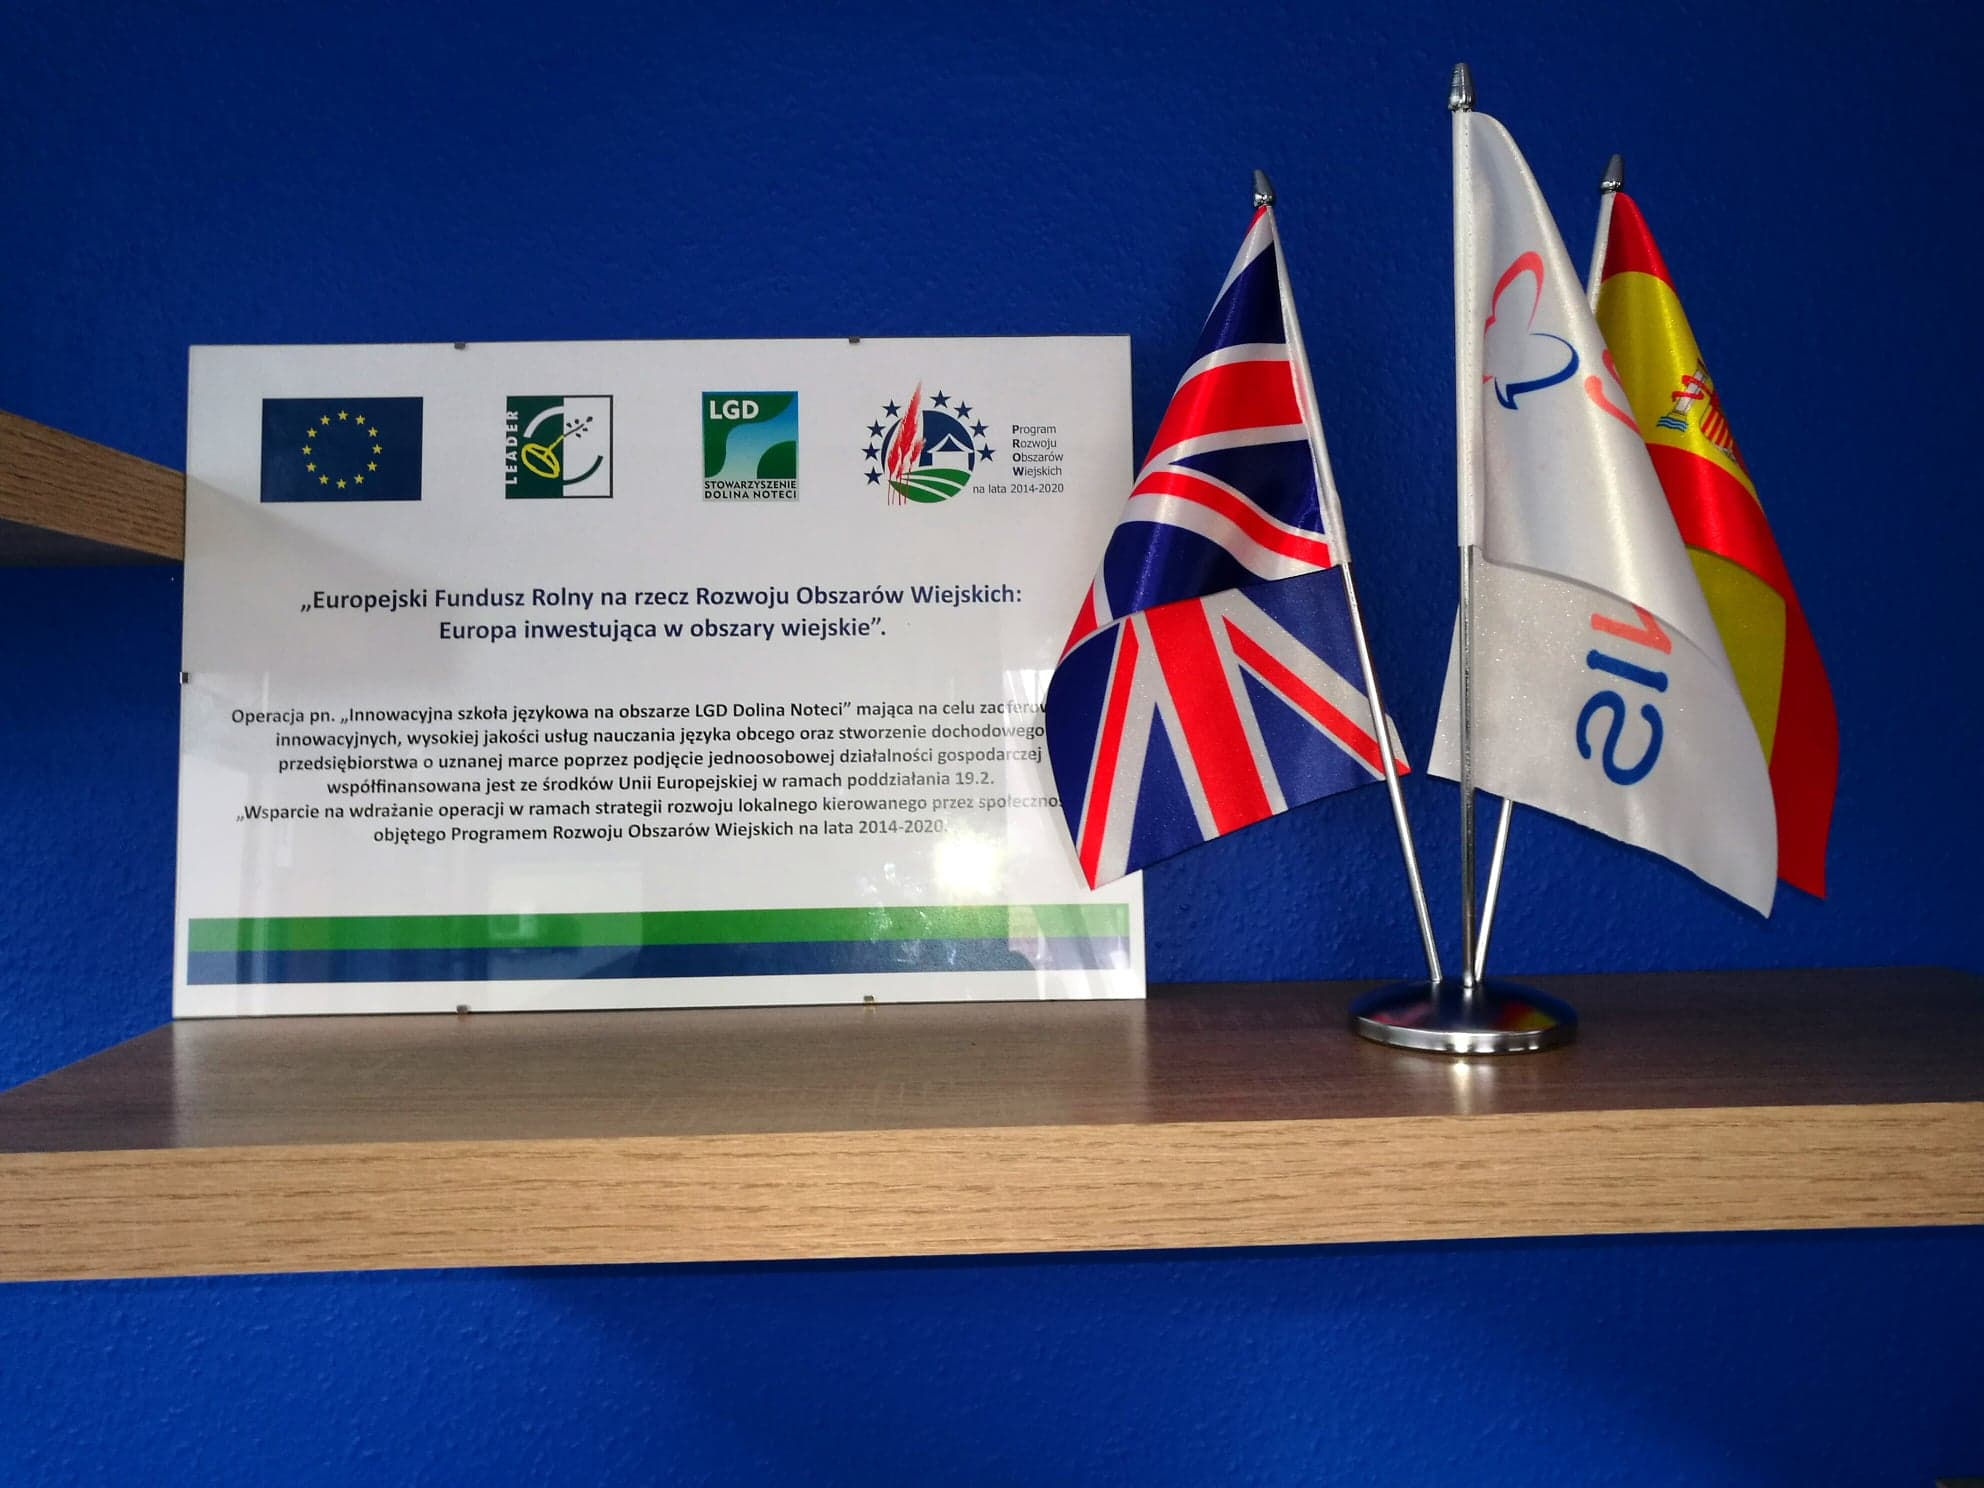 LEADER
LGD
STOWARZYSZENIE
DOLINA NOTECI
Program
Rozwoju
Obszarów
Wiejskich
na lata 2014-2020
„Europejski Fundusz Rolny na rzecz Rozwoju Obszarów Wiejskich:
Europa inwestująca w obszary wiejskie”.
Operacja pn. „Innowacyjna szkoła językowa na obszarze LGD Dolina Noteci” mająca na celu
innowacyjnych, wysokiej jakości usług nauczania języka obcego oraz stworzenie dochodowego
przedsiębiorstwa o uznanej marce poprzez podjęcie jednoosobowej działalności gospodarczej
współfinansowana jest ze środków Unii Europejskiej w ramach poddziałania 19.2.
„Wsparcie na wdrażanie operacji w ramach strategii rozwoju lokalnego kierowanego przez
objętego Programem Rozwoju Obszarów Wiejskich na lata 2014-2020.